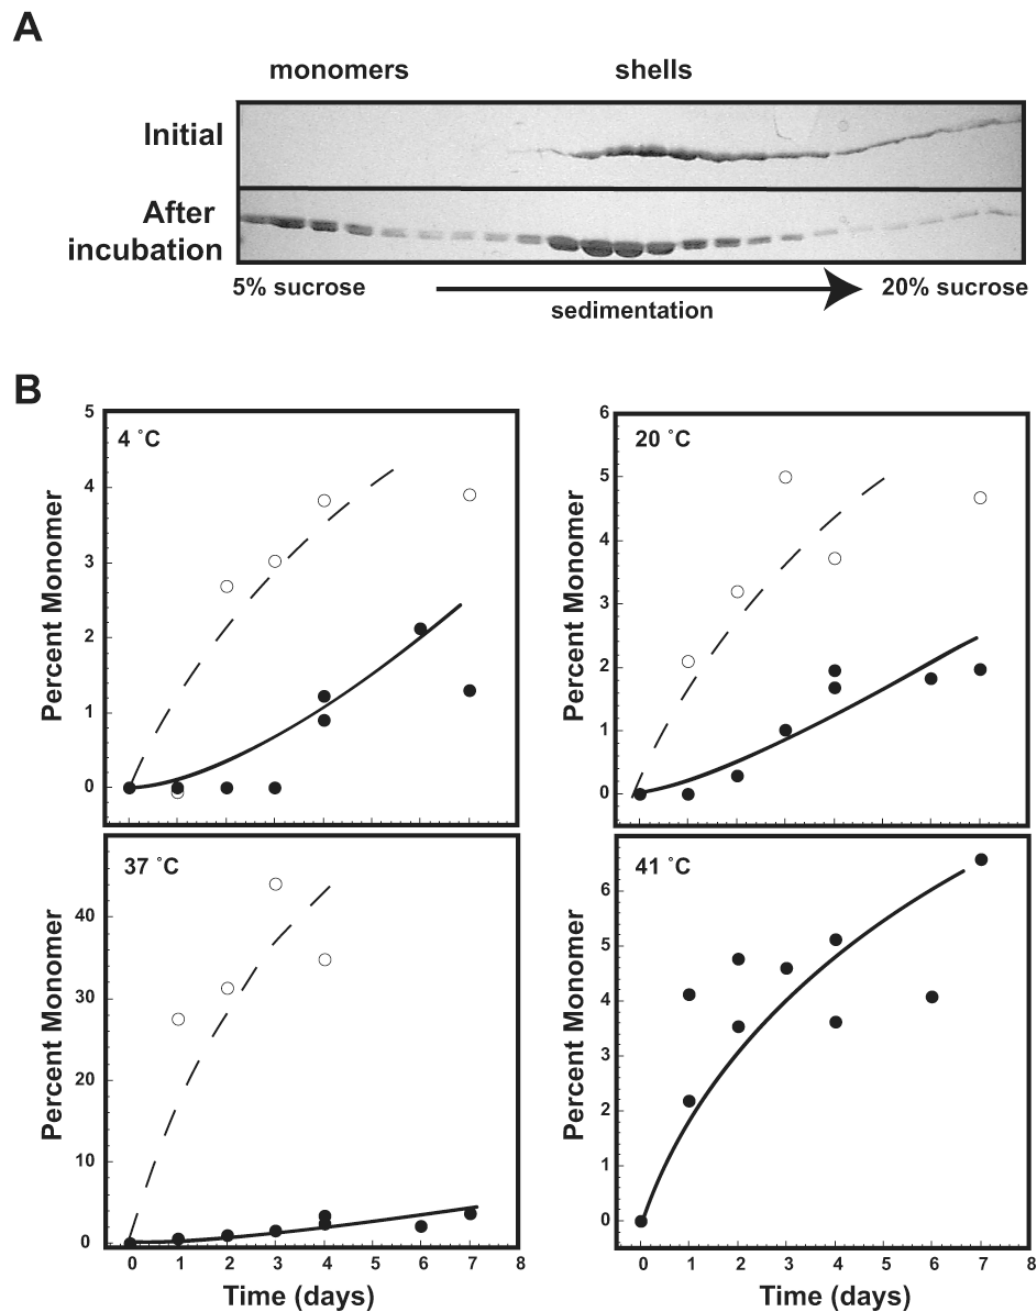 A
monomers shells
Initial
After
incubation
5% sucrose 20% sucrose
sedimentation
B
5
4 ˚C
4
3
2
1
0
Percent Monomer
6
20 ˚C
5
4
3
2
1
0
Percent Monomer
37 ˚C
40
30
20
10
0
Percent Monomer
0 1 2 3 4 5 6 7 8
Time (days)
41 ˚C
6
5
4
3
2
1
0
Percent Monomer
0 1 2 3 4 5 6 7 8
Time (days)